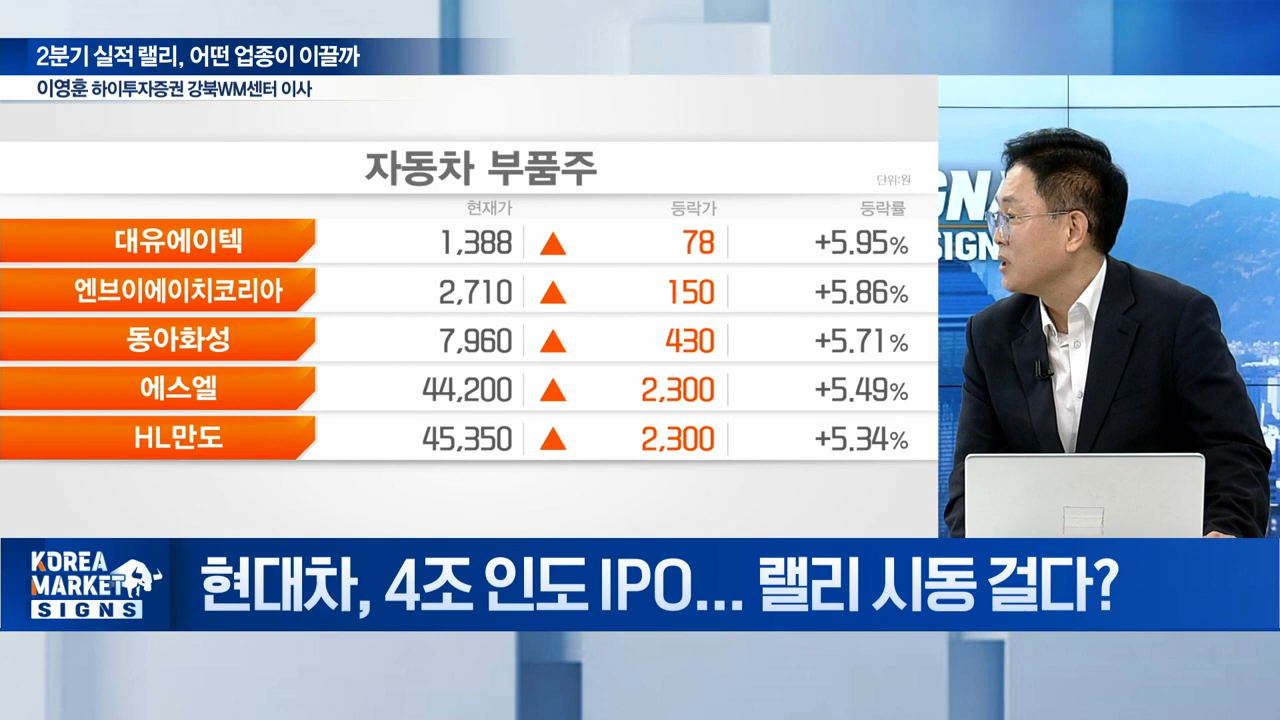 2분기 실적 랠리, 어떤 업종이 이끌까
이영훈 하이투자증권 강북WM센터 이사
자동차 부품주
단위:원
현재가 등락가 등락률
대유에이텍 1,388 ▲ 78 +5.95%
엔브이에이치코리아 2,710 ▲ 150 +5.86%
동아화성 7,960 ▲ 430 +5.71%
에스엘 44,200 ▲ 2,300 +5.49%
HL만도 45,350 ▲ 2,300 +5.34%
KOREA
MARKET
SIGNS
현대차, 4조 인도 IPO... 랠리 시동 걸다?